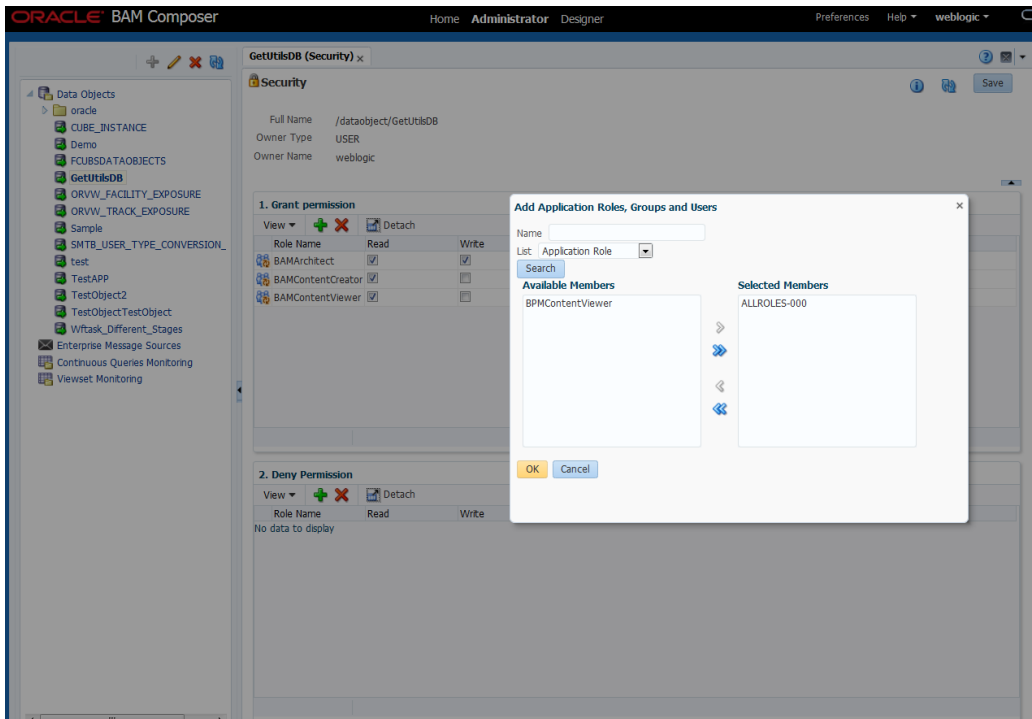 ORACLE BAM Composer
Home Administrator Designer
Preferences Help weblogic
GetUtilsDB (Security)
Security
Save
Full Name /dataobject/GetUtilsDB
Owner Type USER
Owner Name weblogic
Data Objects
oracle
CUBE_INSTANCE
Demo
FCUBSDATAOBJECTS
GetUtilsDB
ORVW_FACILITY_EXPOSURE
ORVW_TRACK_EXPOSURE
Sample
SMTB_USER_TYPE_CONVERSION_
test
TestAPP
TestObject2
TestObjectTestObject
Wftask_Different_Stages
Enterprise Message Sources
Continuous Queries Monitoring
Viewset Monitoring
1. Grant permission
View Detach
Role Name Read Write
BAMArchitect
BAMContentCreator
BAMContentViewer
2. Deny Permission
View Detach
Role Name Read Write
No data to display
Add Application Roles, Groups and Users
Name
List Application Role
Search
Available Members Selected Members
BPMContentViewer ALLROLES-000
OK Cancel